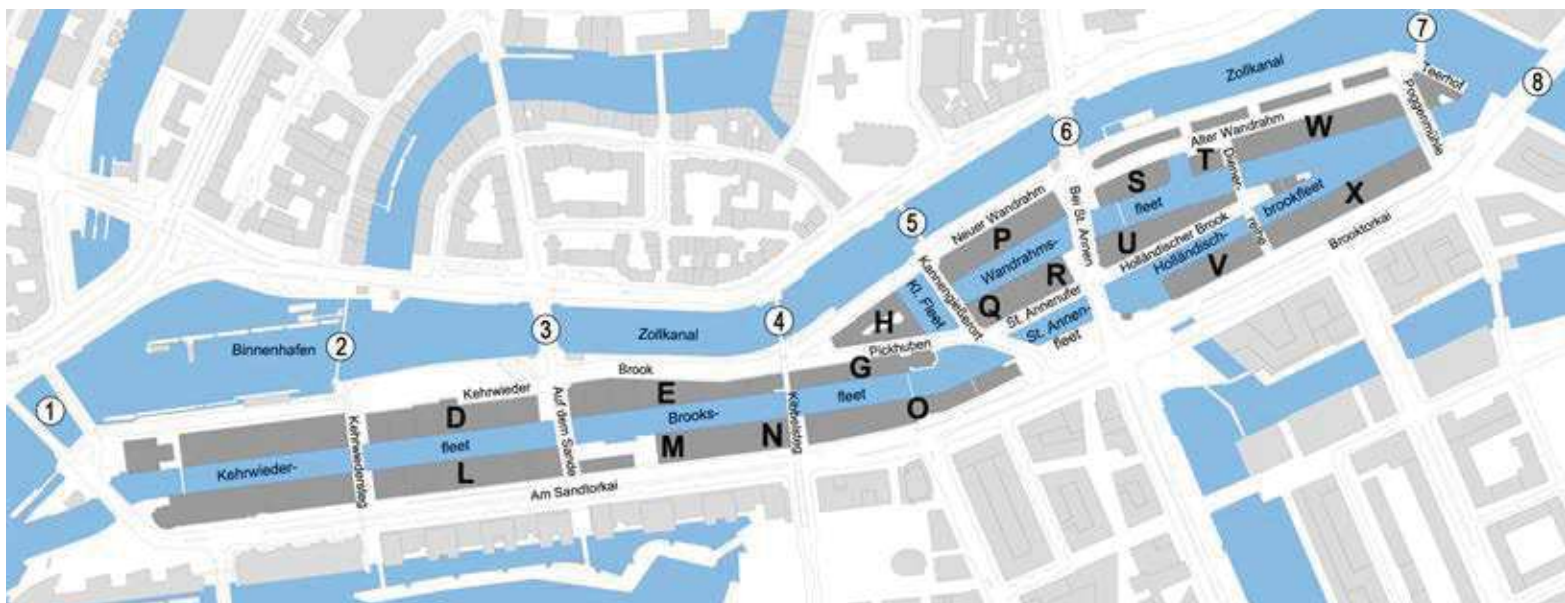 7
Zollkanal
Teerhof
8
Poggenmühle
6
Alter Wandrahm
W
T
Diener-
S
X
brookfleet
fleet
Bei St. Annen
5
Neuer Wandrahm
P
U
Holländischer Brook
Holländisch-
reihe
V
Brooktorkai
Wandrahms-
R
Kannengießerort
Kl. Fleet
Q
St. Annenufer
St. Annen-
fleet
H
Pickhuben
4
3
Zollkanal
2
Binnenhafen
1
Brook
G
Kehrwieder
E
fleet
Kibbelsteg
O
D
Auf dem Sande
Brooks-
Kehrwiedersteg
fleet
M
N
Kehrwieder-
L
Am Sandtorkai